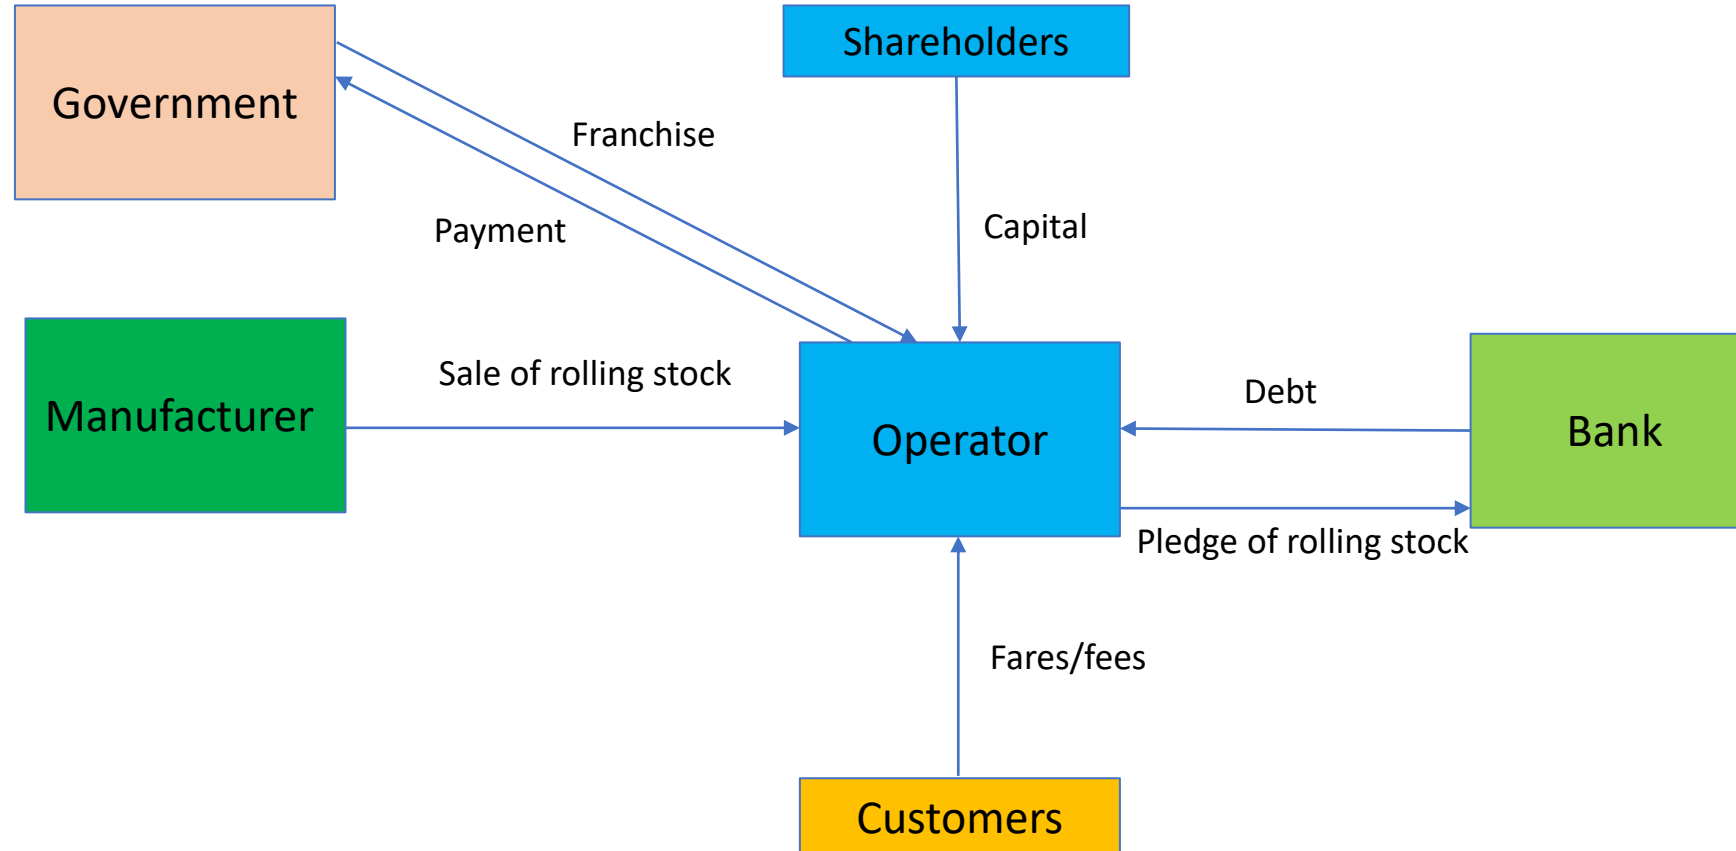 Shareholders
Government
Franchise
Payment
Capital
Manufacturer
Sale of rolling stock
Operator
Debt
Bank
Pledge of rolling stock
Fares/fees
Customers